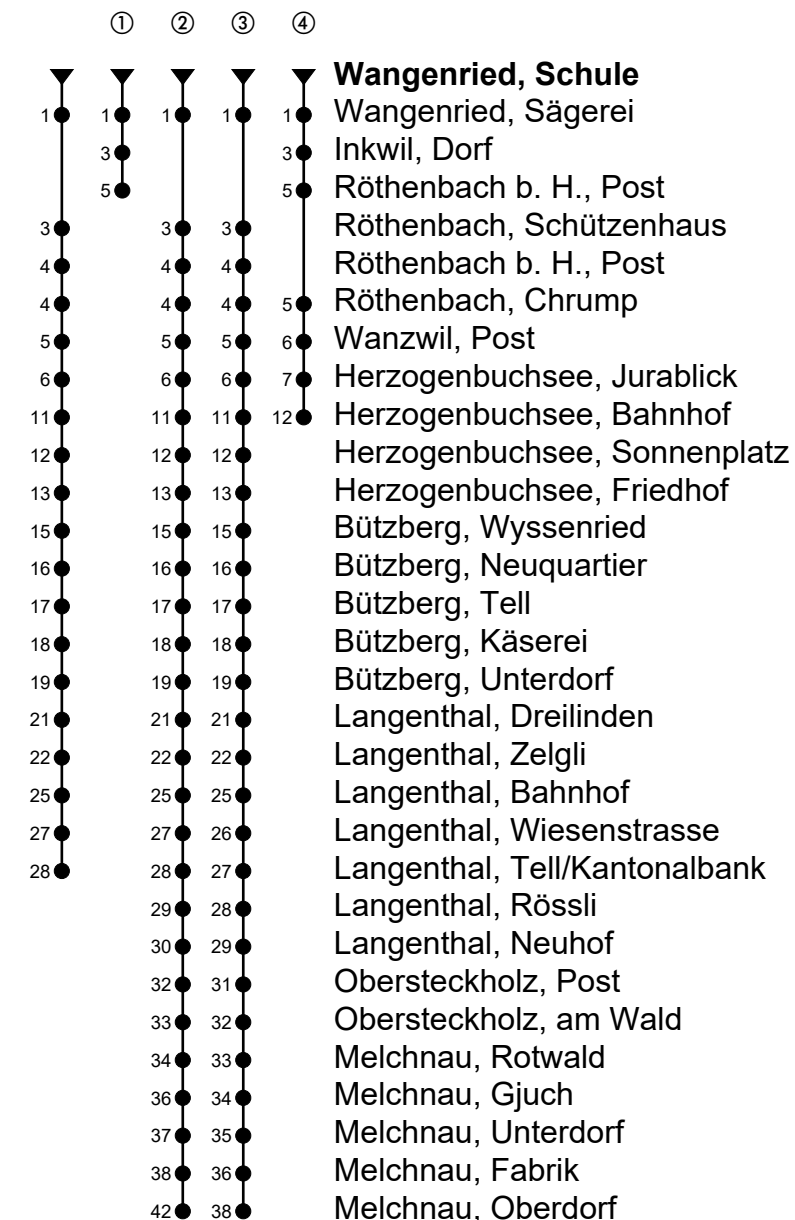 ① ② ③ ④
Wangenried, Schule
1 1 1 1 1 Wangenried, Sägerei
3 3 Inkwil, Dorf
5 5 Röthenbach b. H., Post
3 3 3 Röthenbach, Schützenhaus
4 4 4 Röthenbach b. H., Post
4 4 4 5 Röthenbach, Chrump
5 5 5 6 Wanzwil, Post
6 6 6 7 Herzogenbuchsee, Jurablick
11 11 11 12 Herzogenbuchsee, Bahnhof
12 12 12 Herzogenbuchsee, Sonnenplatz
13 13 13 Herzogenbuchsee, Friedhof
15 15 15 Bützberg, Wyssenried
16 16 16 Bützberg, Neuquartier
17 17 17 Bützberg, Tell
18 18 18 Bützberg, Käserei
19 19 19 Bützberg, Unterdorf
21 21 21 Langenthal, Dreilinden
22 22 22 Langenthal, Zelgli
25 25 25 Langenthal, Bahnhof
27 27 26 Langenthal, Wiesenstrasse
28 28 27 Langenthal, Tell/Kantonalbank
29 28 Langenthal, Rössli
30 29 Langenthal, Neuhof
32 31 Obersteckholz, Post
33 32 Obersteckholz, am Wald
34 33 Melchnau, Rotwald
36 34 Melchnau, Gjuch
37 35 Melchnau, Unterdorf
38 36 Melchnau, Fabrik
42 38 Melchnau, Oberdorf